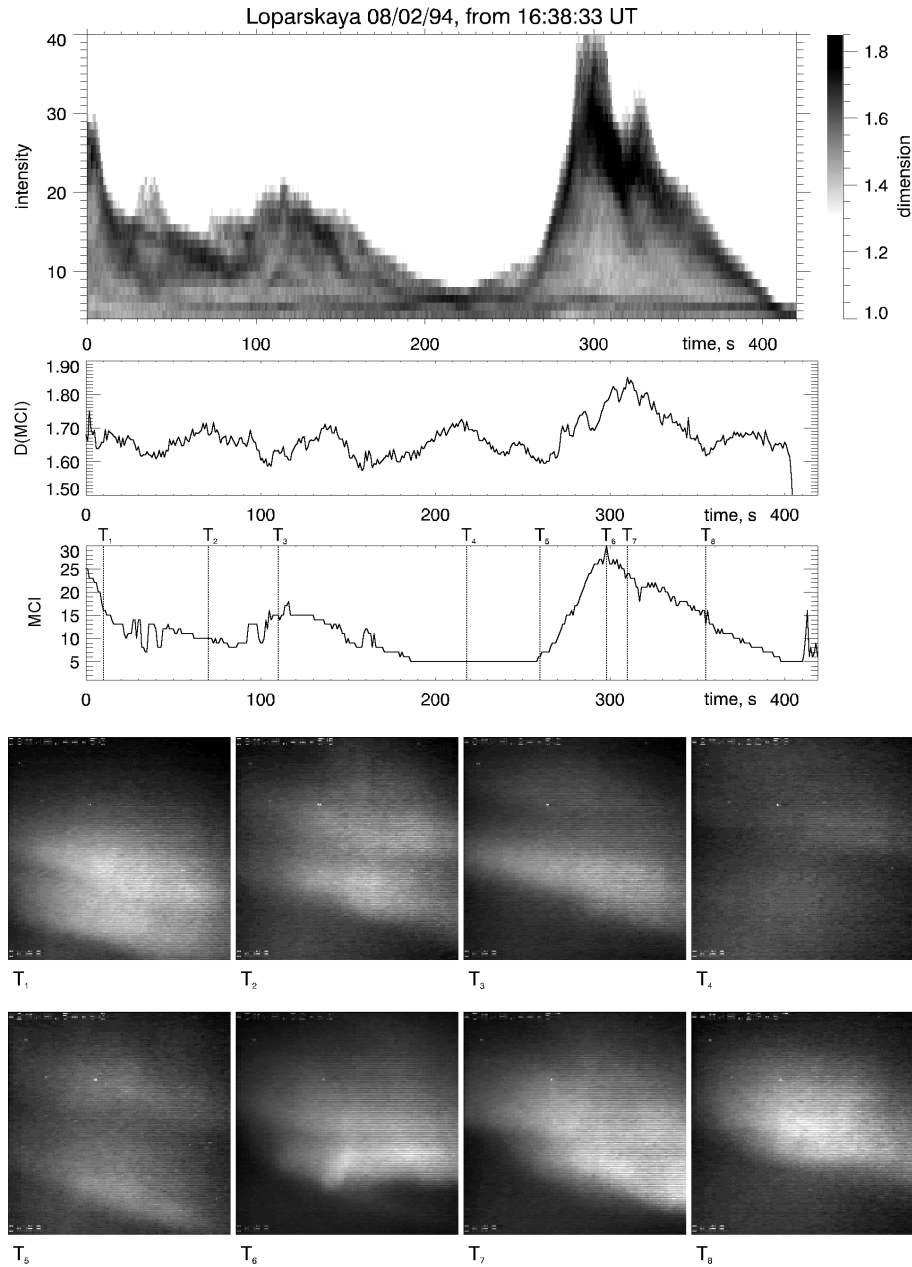 Loparskaya 08/02/94, from 16:38:33 UT
40
30
20
10
intensity
0 100 200 300 time, s 400
1.8
1.6
1.4
1.2
1.0
dimension
1.90
1.80
1.70
1.60
1.50
D(MCI)
0 100 200 300 time, s 400
T₁ T₂ T₃ T₄ T₅ T₆ T₇ T₈
30
25
20
15
10
5
MCI
0 100 200 300 time, s 400
T₁ T₂ T₃ T₄
T₅ T₆ T₇ T₈